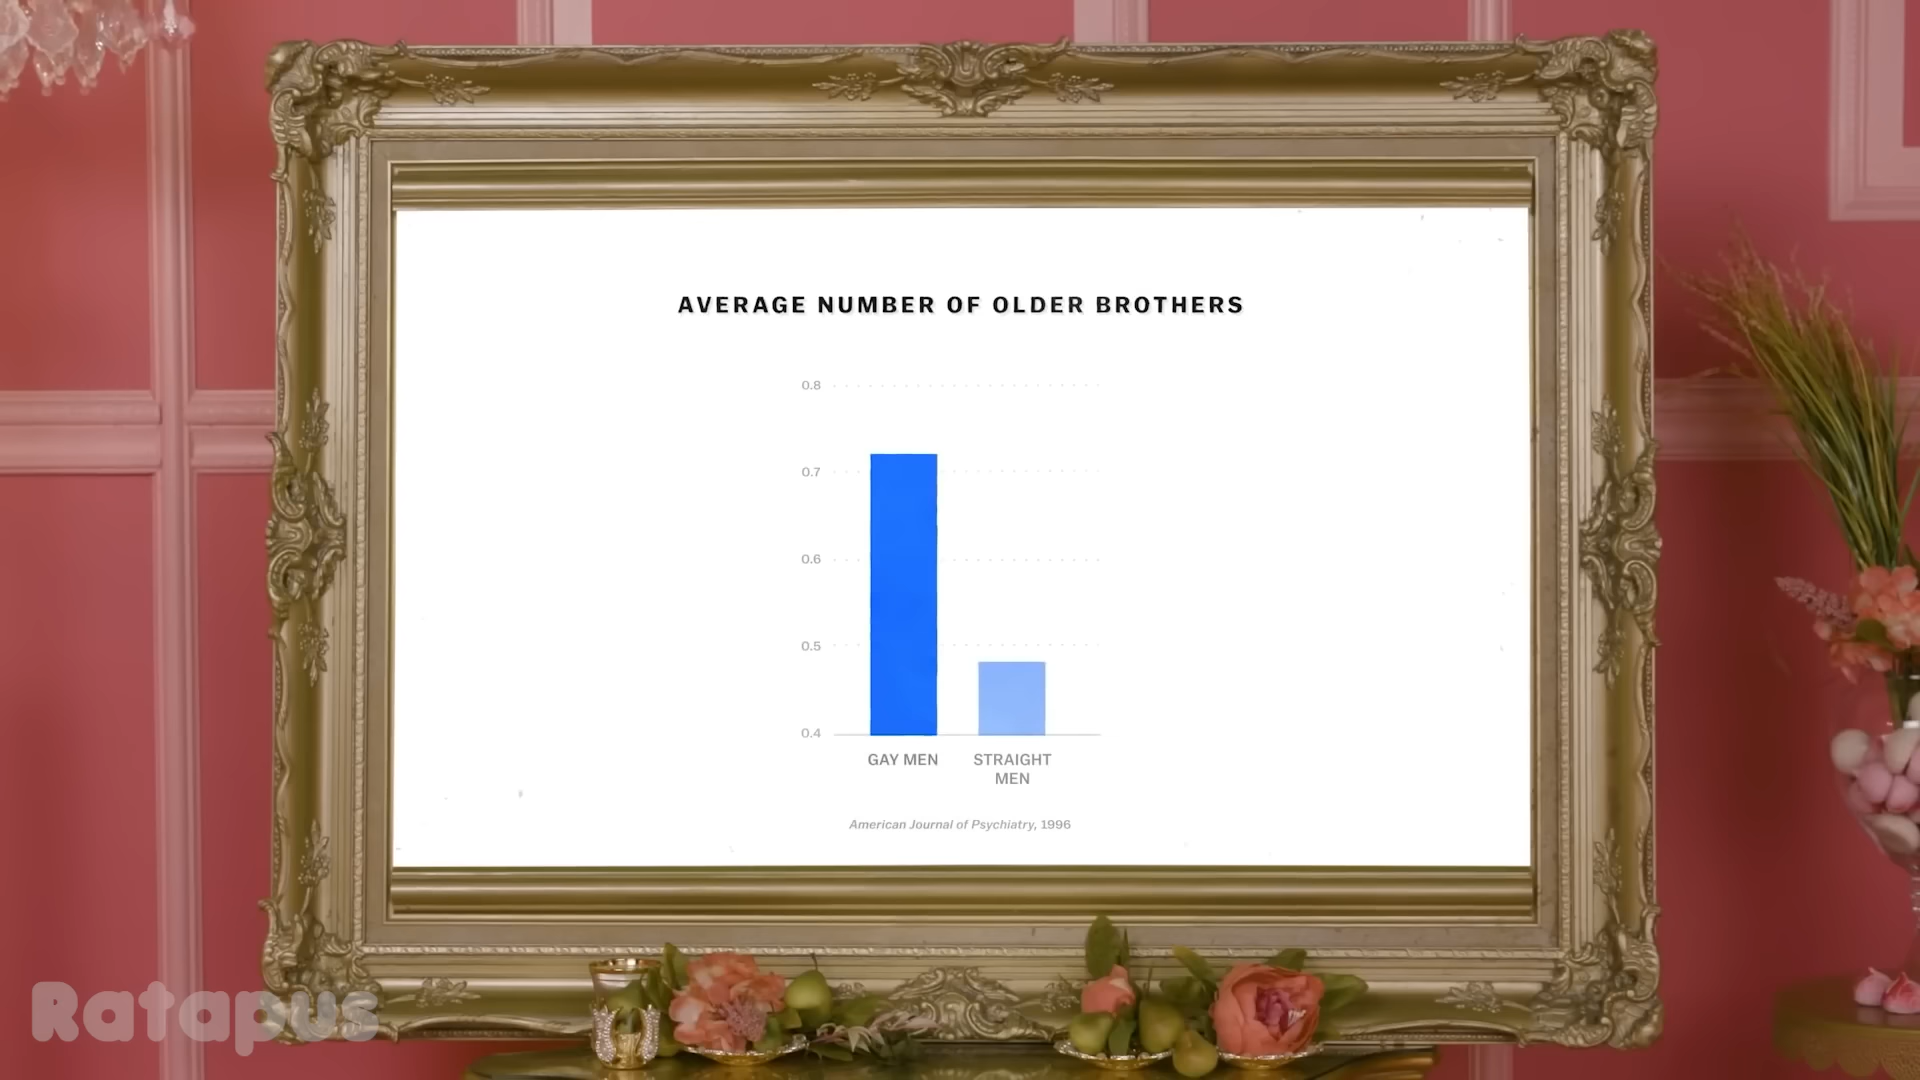 AVERAGE NUMBER OF OLDER BROTHERS
0.8
0.7
0.6
0.5
0.4
GAY MEN
STRAIGHT
MEN
American Journal of Psychiatry, 1996
Ratapus